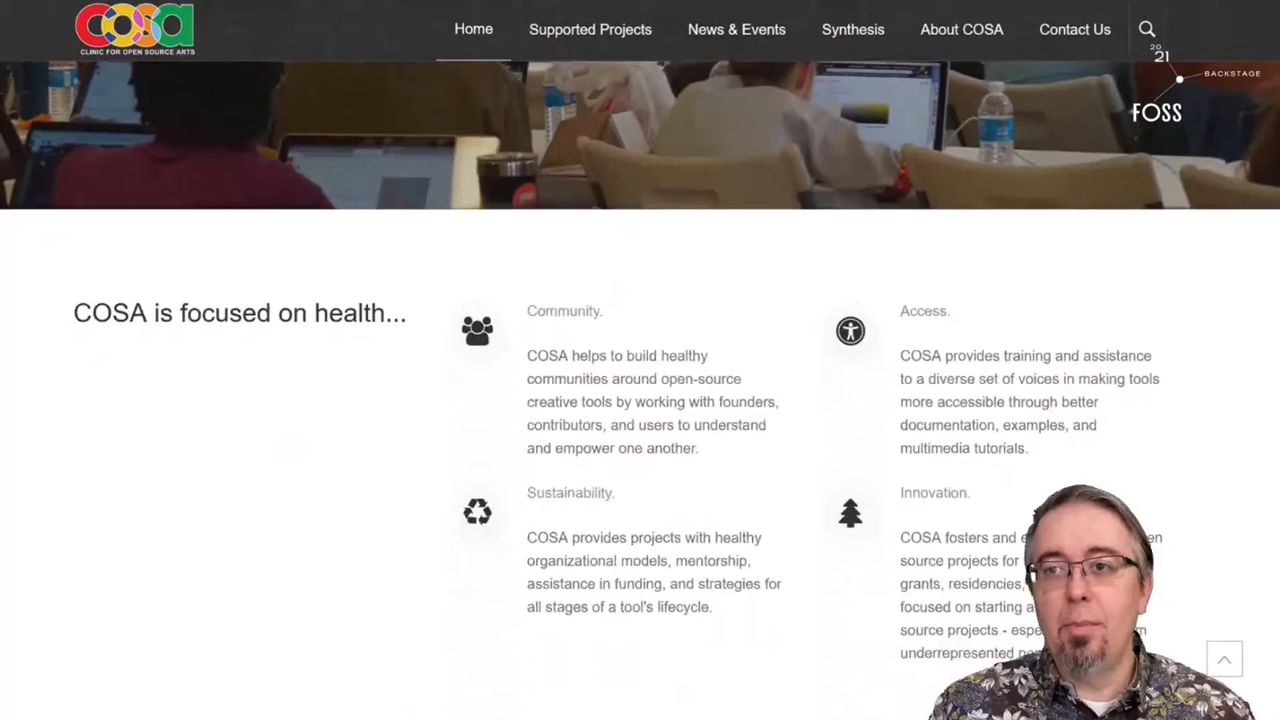 COSA
CLINIC FOR OPEN SOURCE ARTS
Home
Supported Projects
News & Events
Synthesis
About COSA
Contact Us
20
21
BACKSTAGE
FOSS
COSA is focused on health...
Community.
COSA helps to build healthy
communities around open-source
creative tools by working with founders,
contributors, and users to understand
and empower one another.
Access.
COSA provides training and assistance
to a diverse set of voices in making tools
more accessible through better
documentation, examples, and
multimedia tutorials.
Sustainability.
COSA provides projects with healthy
organizational models, mentorship,
assistance in funding, and strategies for
all stages of a tool's lifecycle.
Innovation.
COSA fosters and
source projects for
grants, residencies,
focused on starting
source projects -
underrepresented